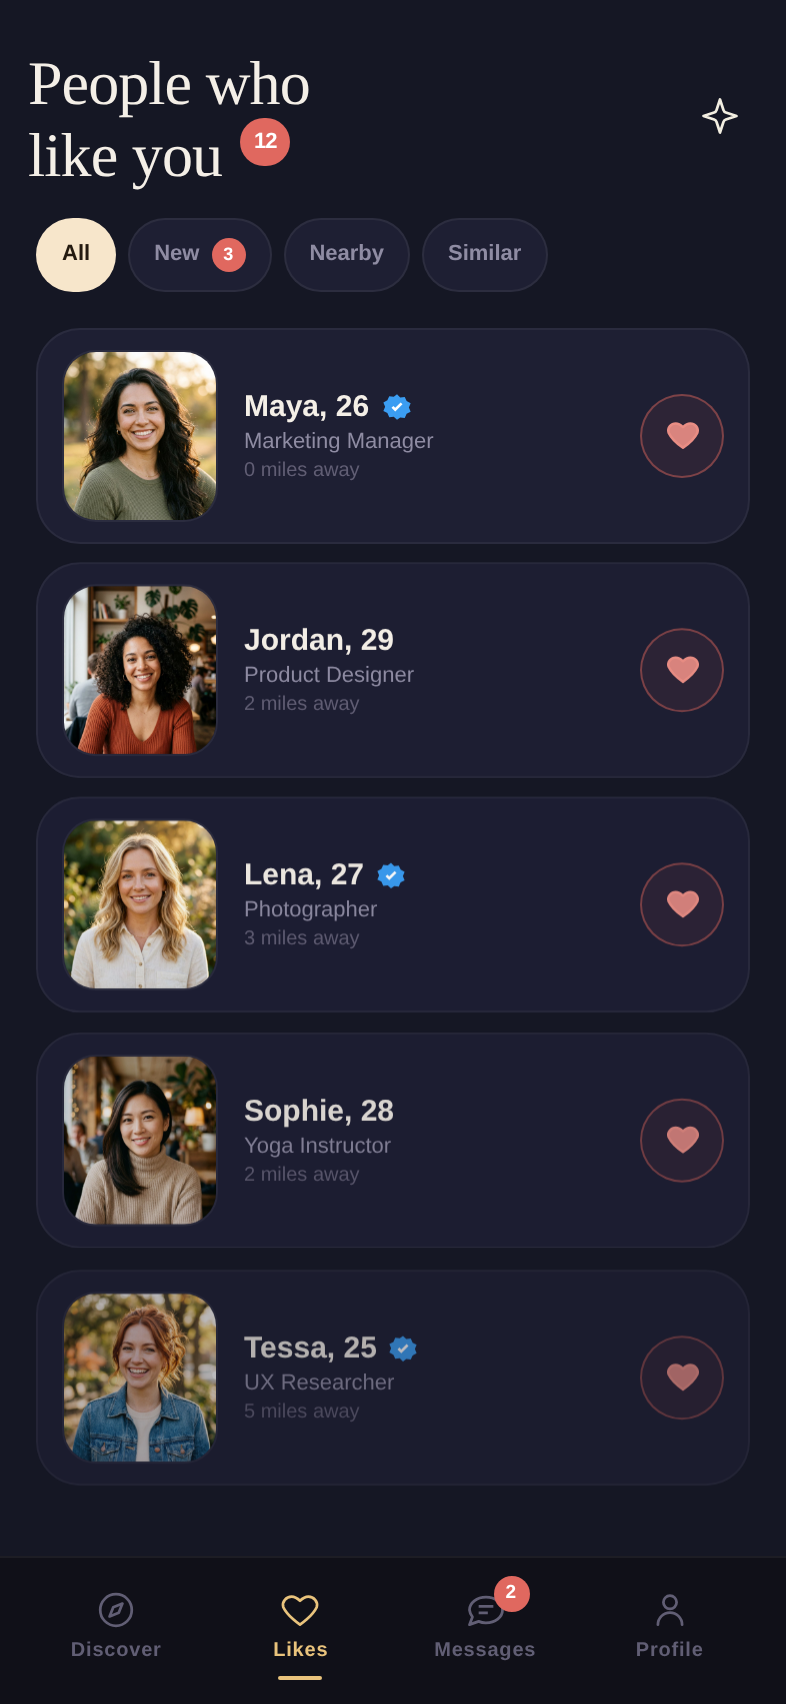 People who
like you 12
All New 3 Nearby Similar
Maya, 26
Marketing Manager
0 miles away
Jordan, 29
Product Designer
2 miles away
Lena, 27
Photographer
3 miles away
Sophie, 28
Yoga Instructor
2 miles away
Tessa, 25
UX Researcher
5 miles away
2
Discover Likes Messages Profile